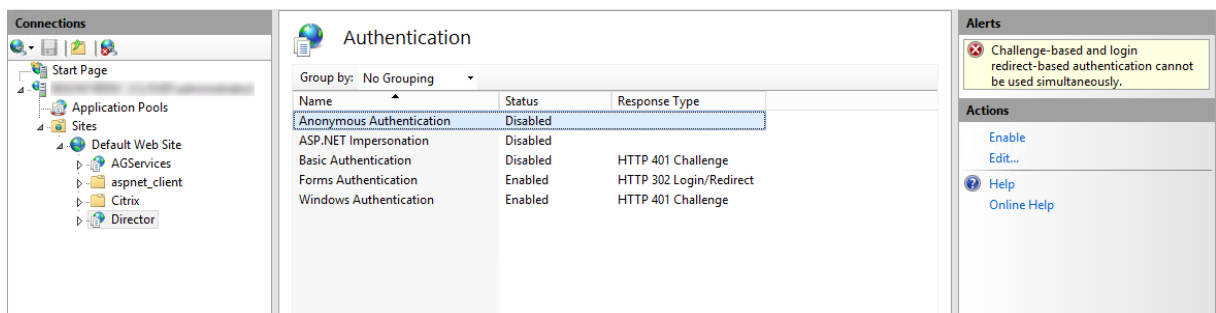 Connections
Start Page
Application Pools
Sites
Default Web Site
AGServices
aspnet_client
Citrix
Director
Authentication
Group by: No Grouping
Name Status Response Type
Anonymous Authentication Disabled
ASP.NET Impersonation Disabled
Basic Authentication Disabled HTTP 401 Challenge
Forms Authentication Enabled HTTP 302 Login/Redirect
Windows Authentication Enabled HTTP 401 Challenge
Alerts
Challenge-based and login
redirect-based authentication cannot
be used simultaneously.
Actions
Enable
Edit...
Help
Online Help